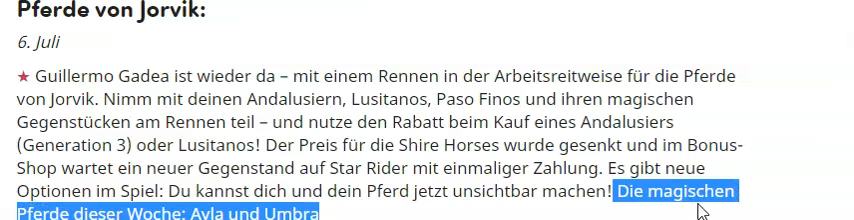 Pferde von Jorvik:
6. Juli
★ Guillermo Gadea ist wieder da – mit einem Rennen in der Arbeitsreitweise für die Pferde
von Jorvik. Nimm mit deinen Andalusiern, Lusitanos, Paso Finos und ihren magischen
Gegenstücken am Rennen teil – und nutze den Rabatt beim Kauf eines Andalusiers
(Generation 3) oder Lusitanos! Der Preis für die Shire Horses wurde gesenkt und im Bonus-
Shop wartet ein neuer Gegenstand auf Star Rider mit einmaliger Zahlung. Es gibt neue
Optionen im Spiel: Du kannst dich und dein Pferd jetzt unsichtbar machen! Die magischen
Pferde dieser Woche: Ayla und Umbra